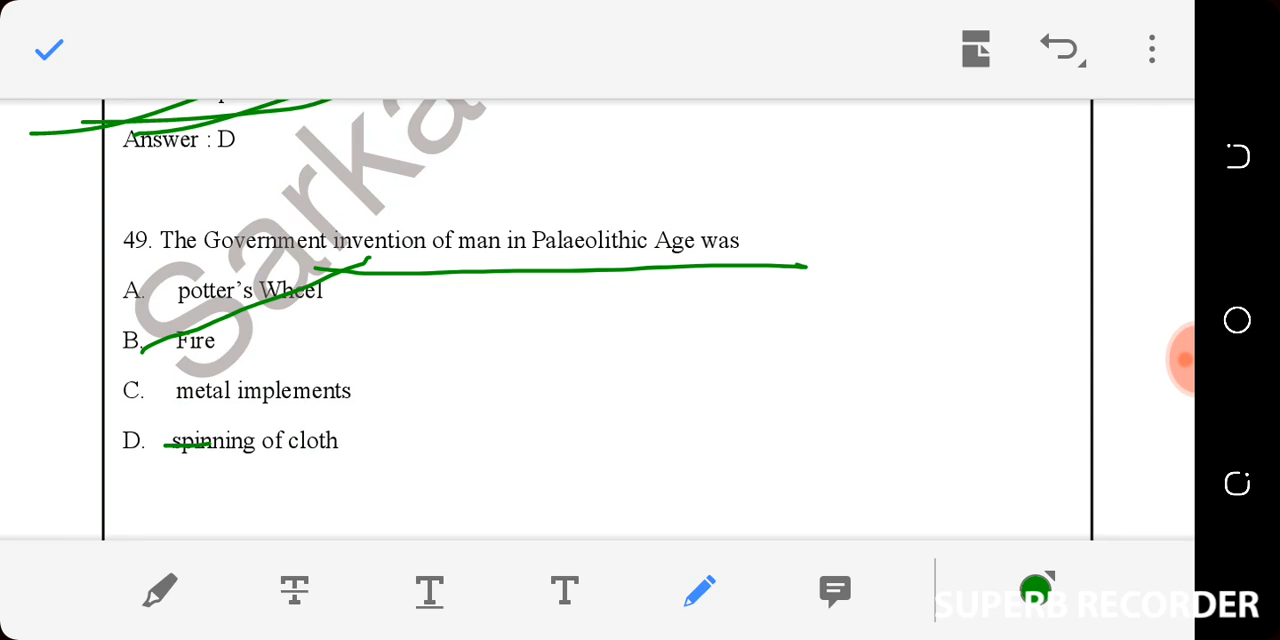 Answer : D
Sarka
49. The Government invention of man in Palaeolithic Age was
A. potter’s Wheel
B. Fire
C. metal implements
D. spinning of cloth
SUPERB RECORDER